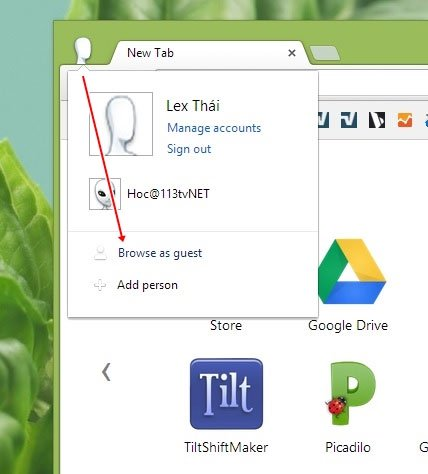 New Tab
Lex Thái
Manage accounts
Sign out
Hoc@113tvNET
Browse as guest
Add person
Store
Google Drive
Tilt
P
TiltShiftMaker
Picadilo
G